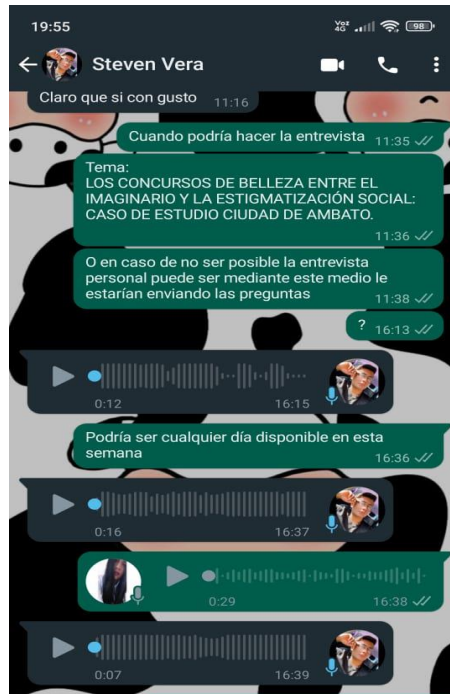 19:55
Voz 4G 98
Steven Vera
Claro que si con gusto 11:16
Cuando podría hacer la entrevista 11:35
Tema:
LOS CONCURSOS DE BELLEZA ENTRE EL
IMAGINARIO Y LA ESTIGMATIZACIÓN SOCIAL:
CASO DE ESTUDIO CIUDAD DE AMBATO.
11:36
O en caso de no ser posible la entrevista
personal puede ser mediante este medio le
estarían enviando las preguntas 11:38
? 16:13
0:12 16:15
Podría ser cualquier día disponible en esta
semana 16:36
0:16 16:37
0:29 16:38
0:07 16:39